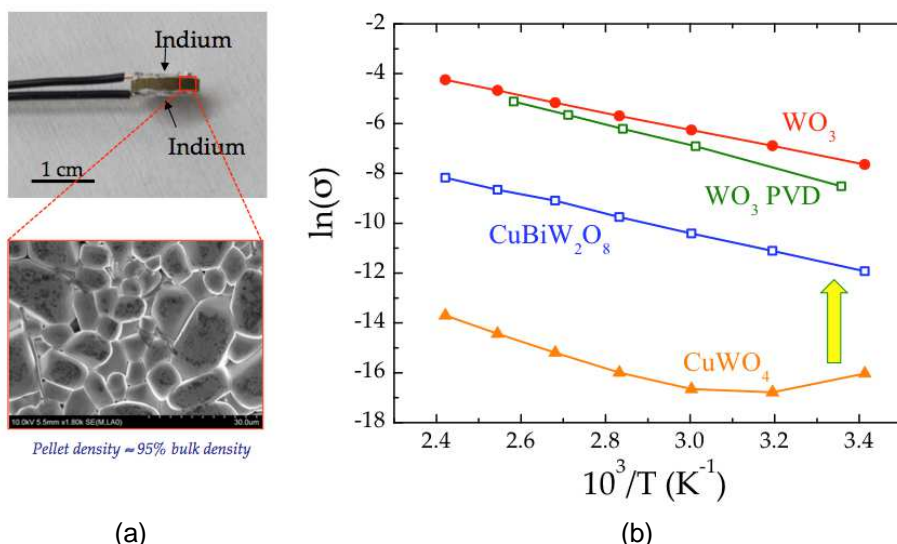 Indium
Indium
1 cm
10.0kV 5.5mm x1.80k SE(M,LA0)
30.0um
Pellet density ≈ 95% bulk density
(a)
ln(σ)
-2
-4
-6
-8
-10
-12
-14
-16
-18
WO₃
WO₃ PVD
CuBiW₂O₈
CuWO₄
2.4 2.6 2.8 3.0 3.2 3.4
10³/T (K⁻¹)
(b)